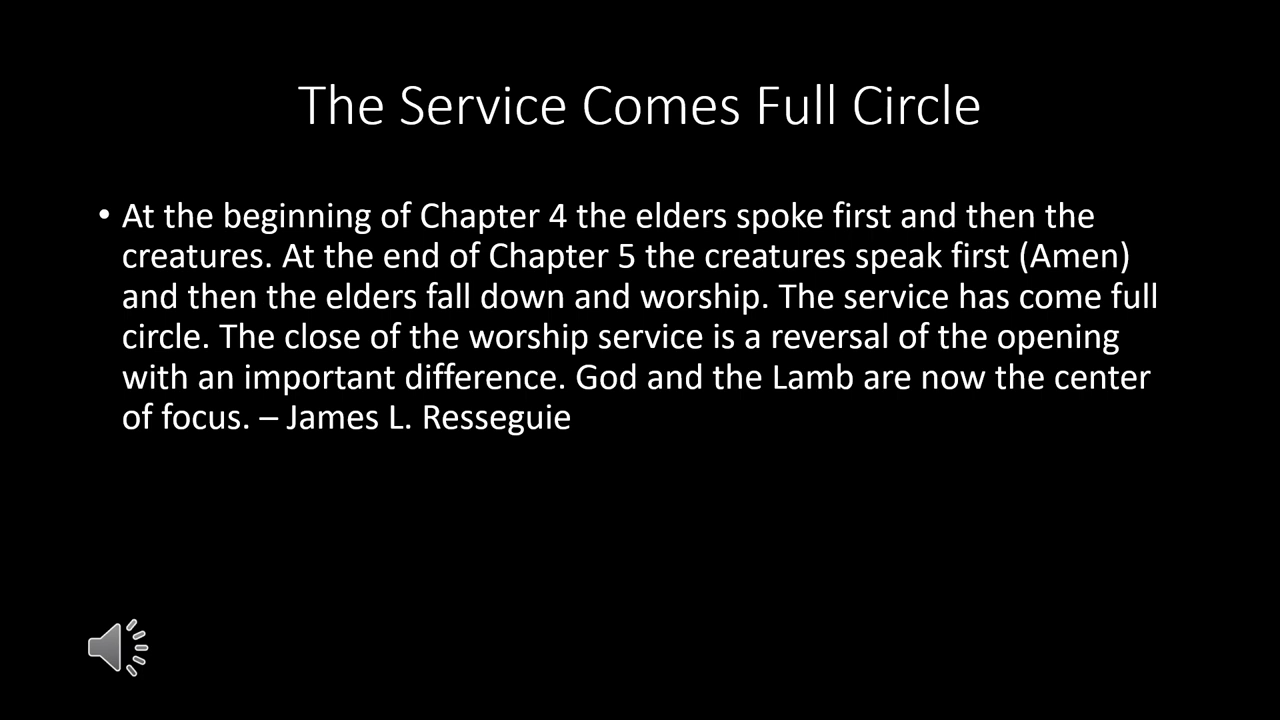 The Service Comes Full Circle
• At the beginning of Chapter 4 the elders spoke first and then the
creatures. At the end of Chapter 5 the creatures speak first (Amen)
and then the elders fall down and worship. The service has come full
circle. The close of the worship service is a reversal of the opening
with an important difference. God and the Lamb are now the center
of focus. – James L. Resseguie